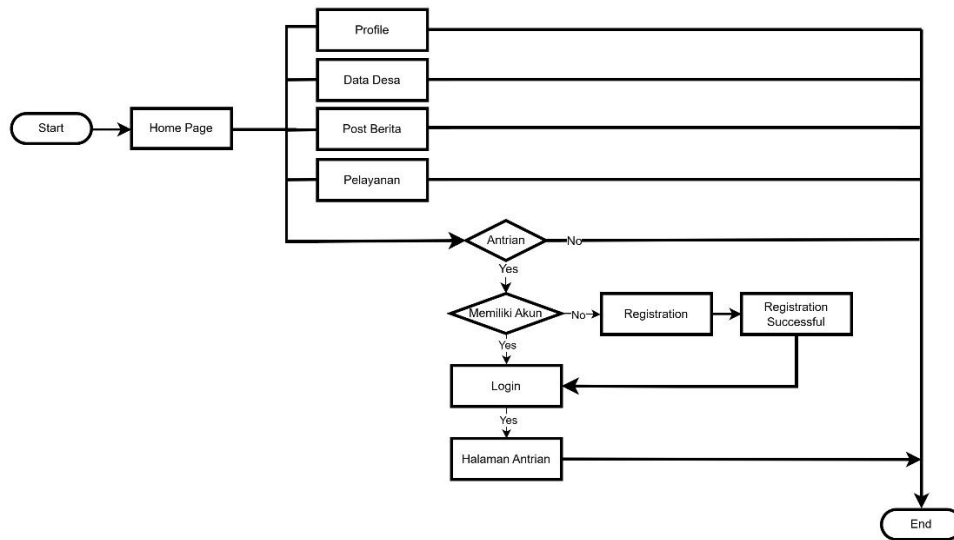 Profile
Data Desa
Start
Home Page
Post Berita
Pelayanan
Antrian
No
Yes
Memiliki Akun
No
Registration
Registration
Successful
Yes
Login
Yes
Halaman Antrian
End